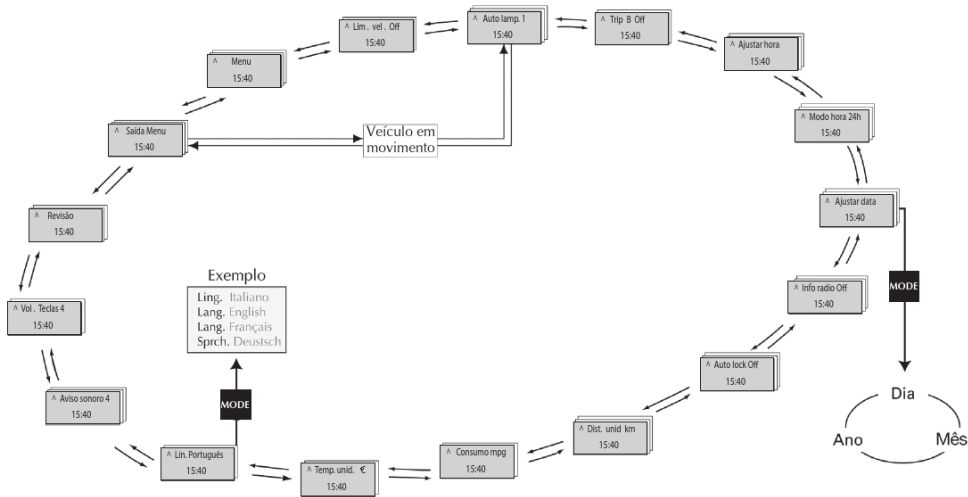 ^ Auto lamp. 1
15:40
^ Trip B Off
15:40
^ Ajustar hora
15:40
^ Modo hora 24h
15:40
^ Ajustar data
15:40
MODE
Dia
Ano
Mês
^ Info radio Off
15:40
^ Auto lock Off
15:40
^ Dist. unid km
15:40
^ Consumo mpg
15:40
^ Temp. unid. €
15:40
^ Lin. Português
15:40
MODE
Exemplo
Ling. Italiano
Lang. English
Lang. Français
Sprch. Deustsch
^ Aviso sonoro 4
15:40
^ Vol . Teclas 4
15:40
^ Revisão
15:40
^ Saída Menu
15:40
Veículo em
movimento
^ Menu
15:40
^ Lim . vel . Off
15:40